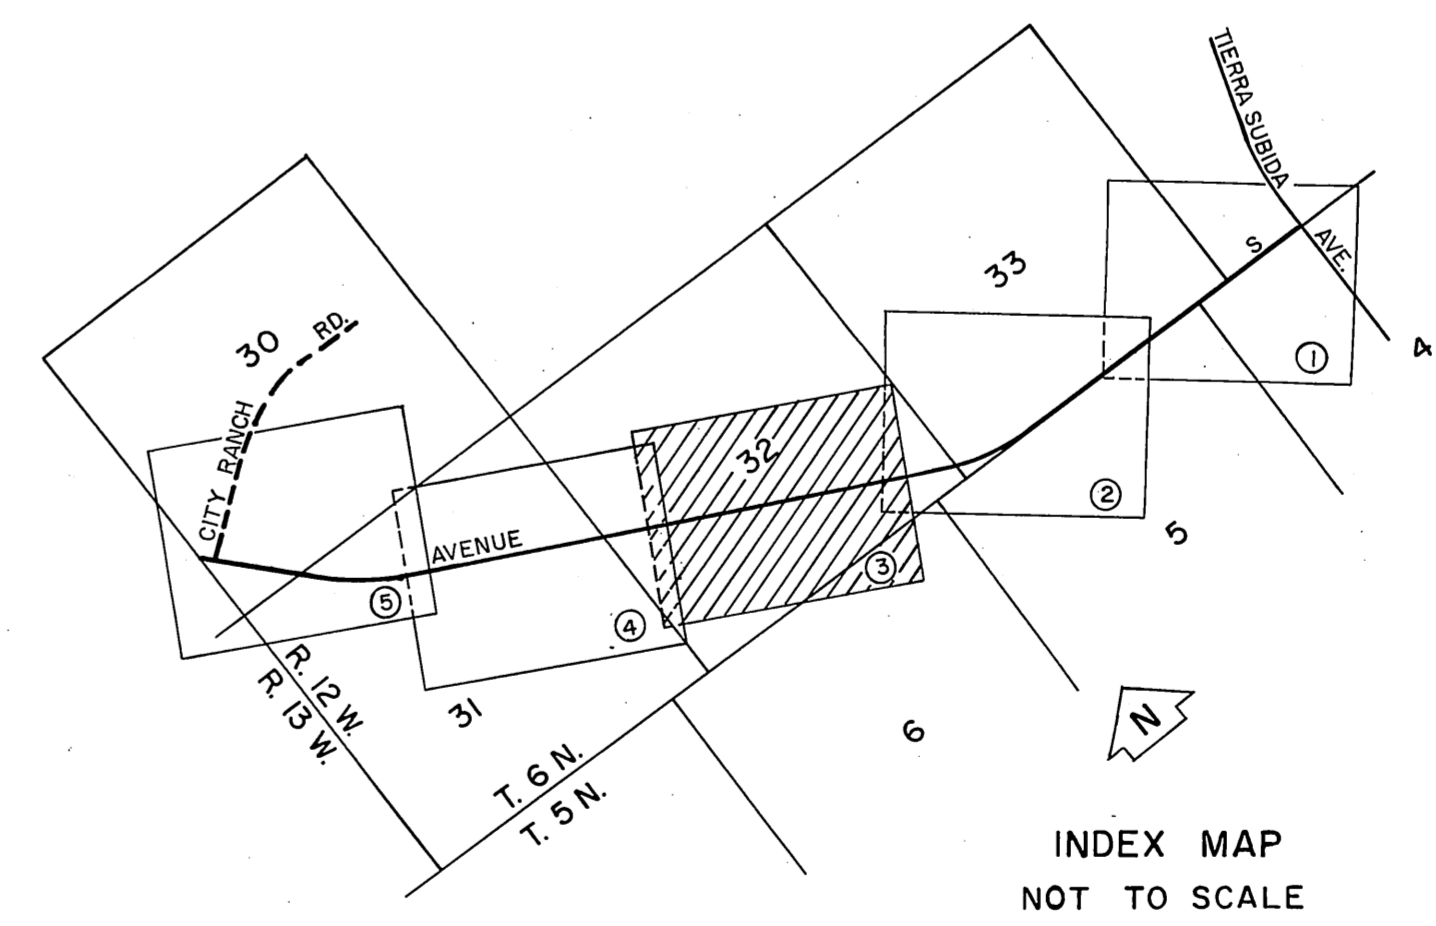 TIERRA SUBIDA
AVE.
S
33
①
4
30
RD.
CITY RANCH
32
②
5
AVENUE
③
⑤
④
R. 12 W.
R. 13 W.
31
6
N
T. 6 N.
T. 5 N.
INDEX MAP
NOT TO SCALE